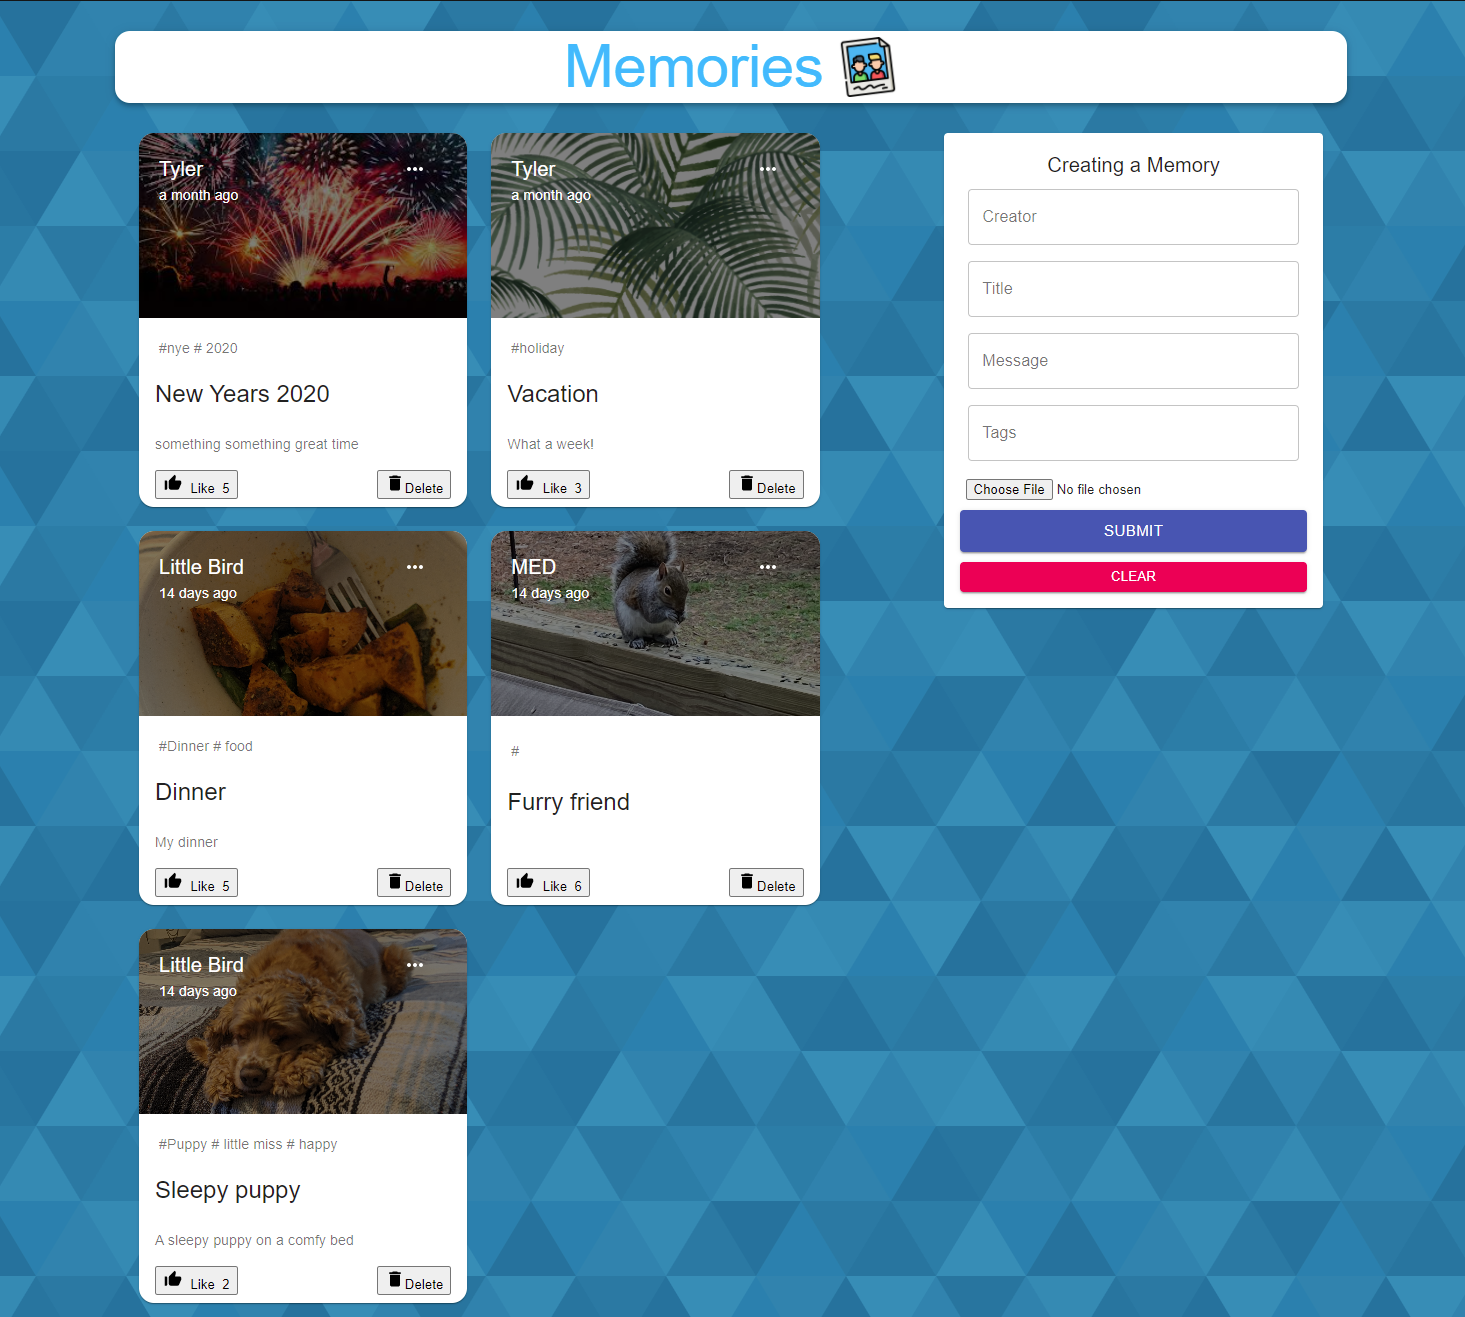 Memories
Tyler
a month ago
#nye # 2020
New Years 2020
something something great time
Like 5
Delete
Tyler
a month ago
#holiday
Vacation
What a week!
Like 3
Delete
Little Bird
14 days ago
#Dinner # food
Dinner
My dinner
Like 5
Delete
MED
14 days ago
#
Furry friend
Like 6
Delete
Little Bird
14 days ago
#Puppy # little miss # happy
Sleepy puppy
A sleepy puppy on a comfy bed
Like 2
Delete
Creating a Memory
Creator
Title
Message
Tags
Choose File No file chosen
SUBMIT
CLEAR